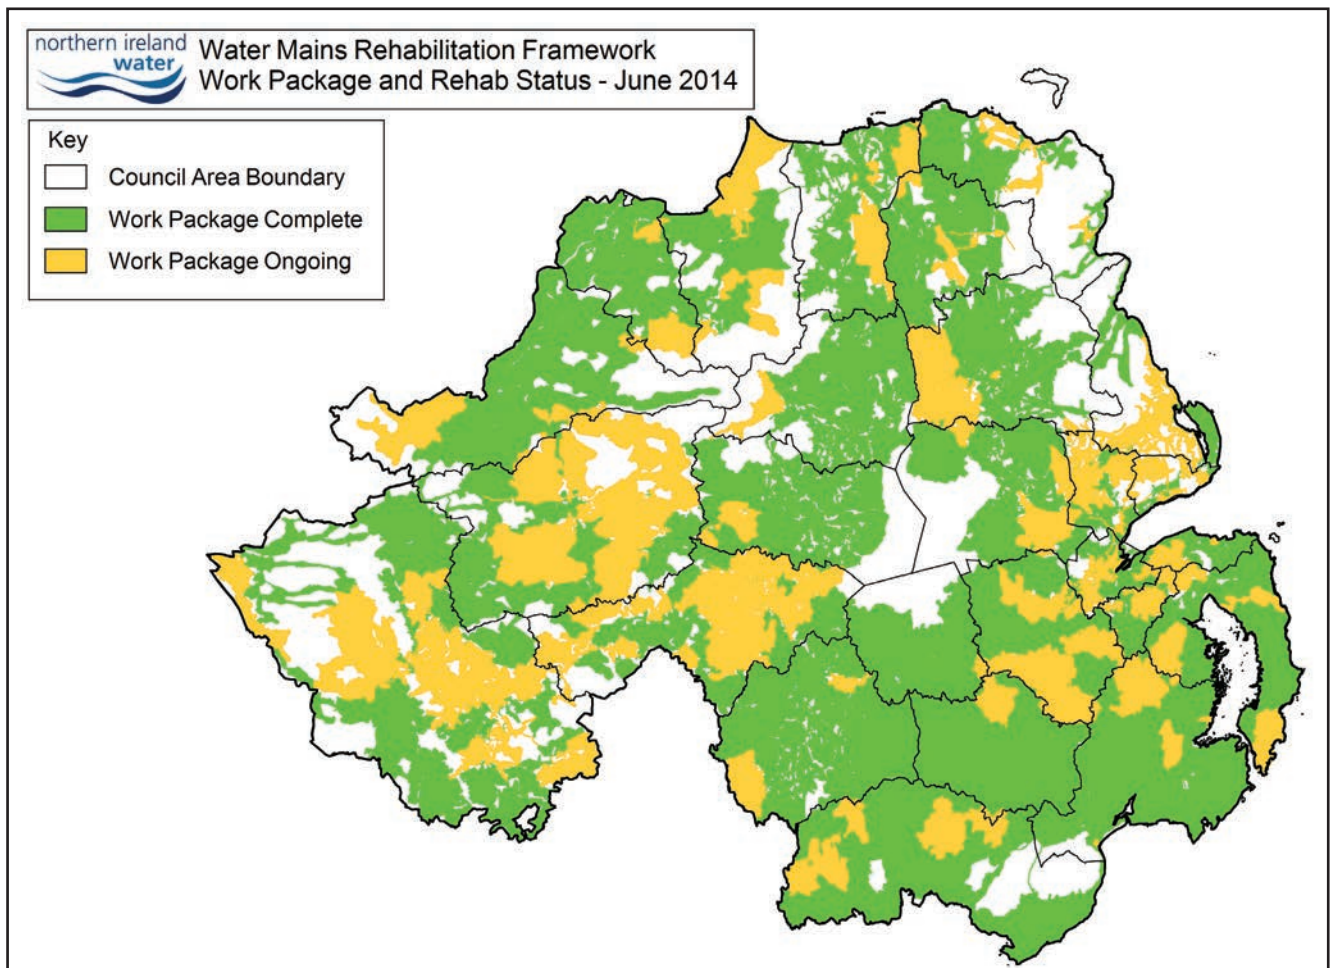 northern ireland
water
Water Mains Rehabilitation Framework
Work Package and Rehab Status - June 2014
Key
Council Area Boundary
Work Package Complete
Work Package Ongoing